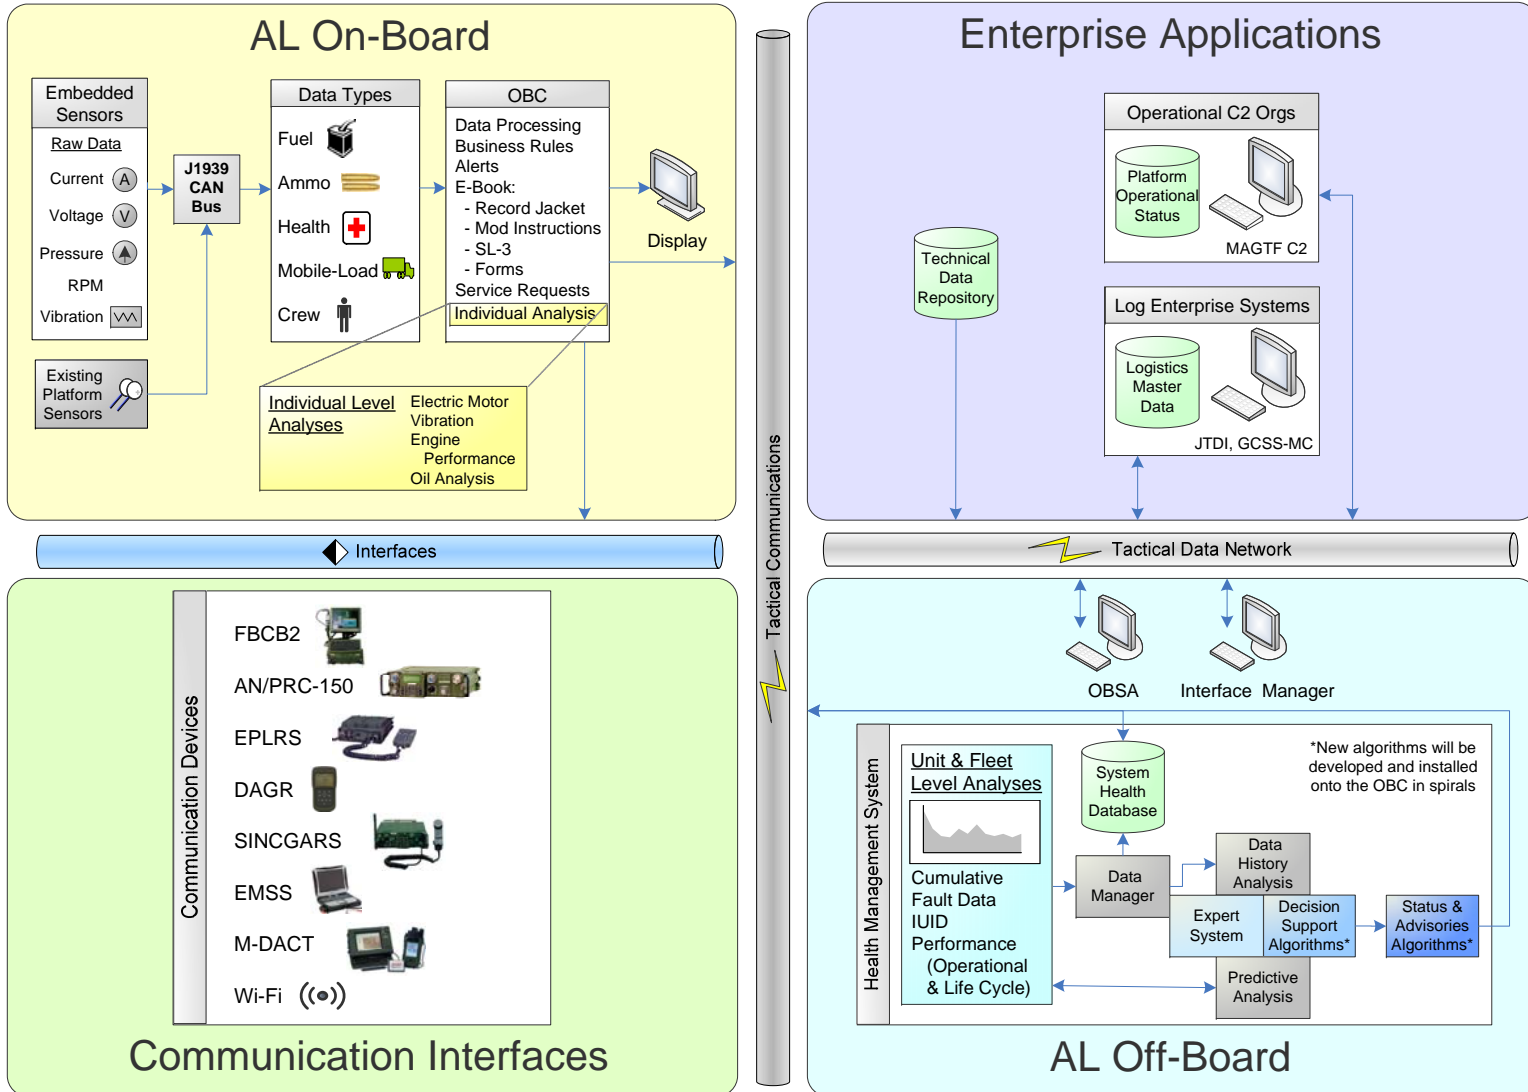 AL On-Board
Embedded
Sensors
Raw Data
Current
A
Voltage
V
Pressure
RPM
Vibration
Existing
Platform
Sensors
J1939
CAN
Bus
Data Types
Fuel
Ammo
Health
Mobile-Load
Crew
OBC
Data Processing
Business Rules
Alerts
E-Book:
- Record Jacket
- Mod Instructions
- SL-3
- Forms
Service Requests
Individual Analysis
Display
Individual Level
Analyses
Electric Motor
Vibration
Engine
Performance
Oil Analysis
Interfaces
Tactical Communications
Enterprise Applications
Technical
Data
Repository
Operational C2 Orgs
Platform
Operational
Status
MAGTF C2
Log Enterprise Systems
Logistics
Master
Data
JTDI, GCSS-MC
Tactical Data Network
Communication Devices
FBCB2
AN/PRC-150
EPLRS
DAGR
SINCGARS
EMSS
M-DACT
Wi-Fi
Communication Interfaces
OBSA
Interface Manager
Health Management System
Unit & Fleet
Level Analyses
Cumulative
Fault Data
IUID
Performance
(Operational
& Life Cycle)
System
Health
Database
*New algorithms will be
developed and installed
onto the OBC in spirals
Data
Manager
Data
History
Analysis
Expert
System
Decision
Support
Algorithms*
Status &
Advisories
Algorithms*
Predictive
Analysis
AL Off-Board